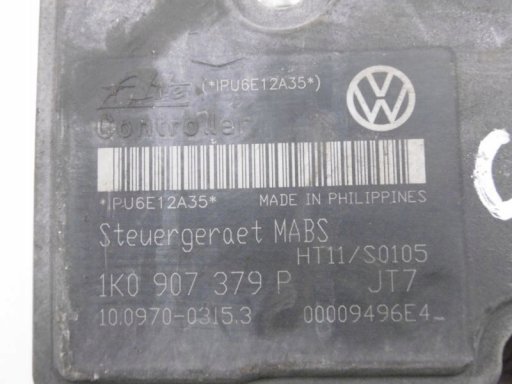 Ate (*IPU6E12A35*)
Controller
*IPU6E12A35* MADE IN PHILIPPINES
Steuergeraet MABS
HT11/S0105
1K0 907 379 P JT7
10.0970-0315.3 00009496E4